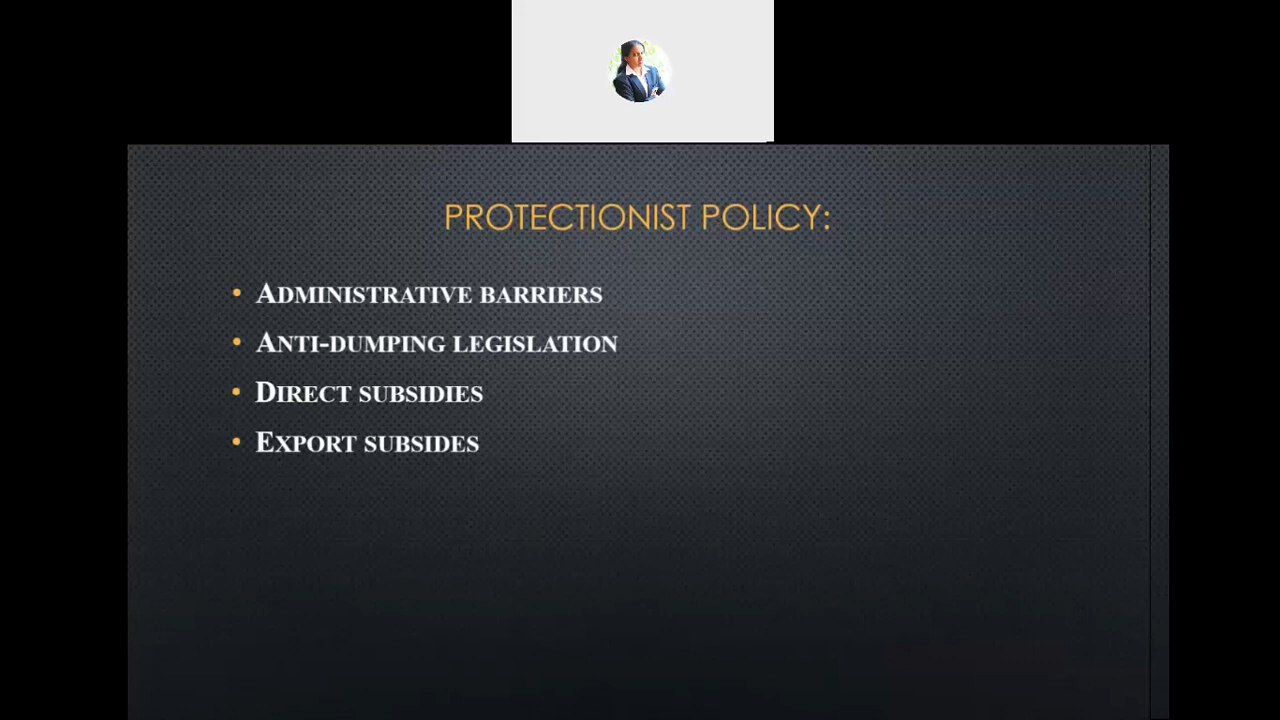 PROTECTIONIST POLICY:
• ADMINISTRATIVE BARRIERS
• ANTI-DUMPING LEGISLATION
• DIRECT SUBSIDIES
• EXPORT SUBSIDES